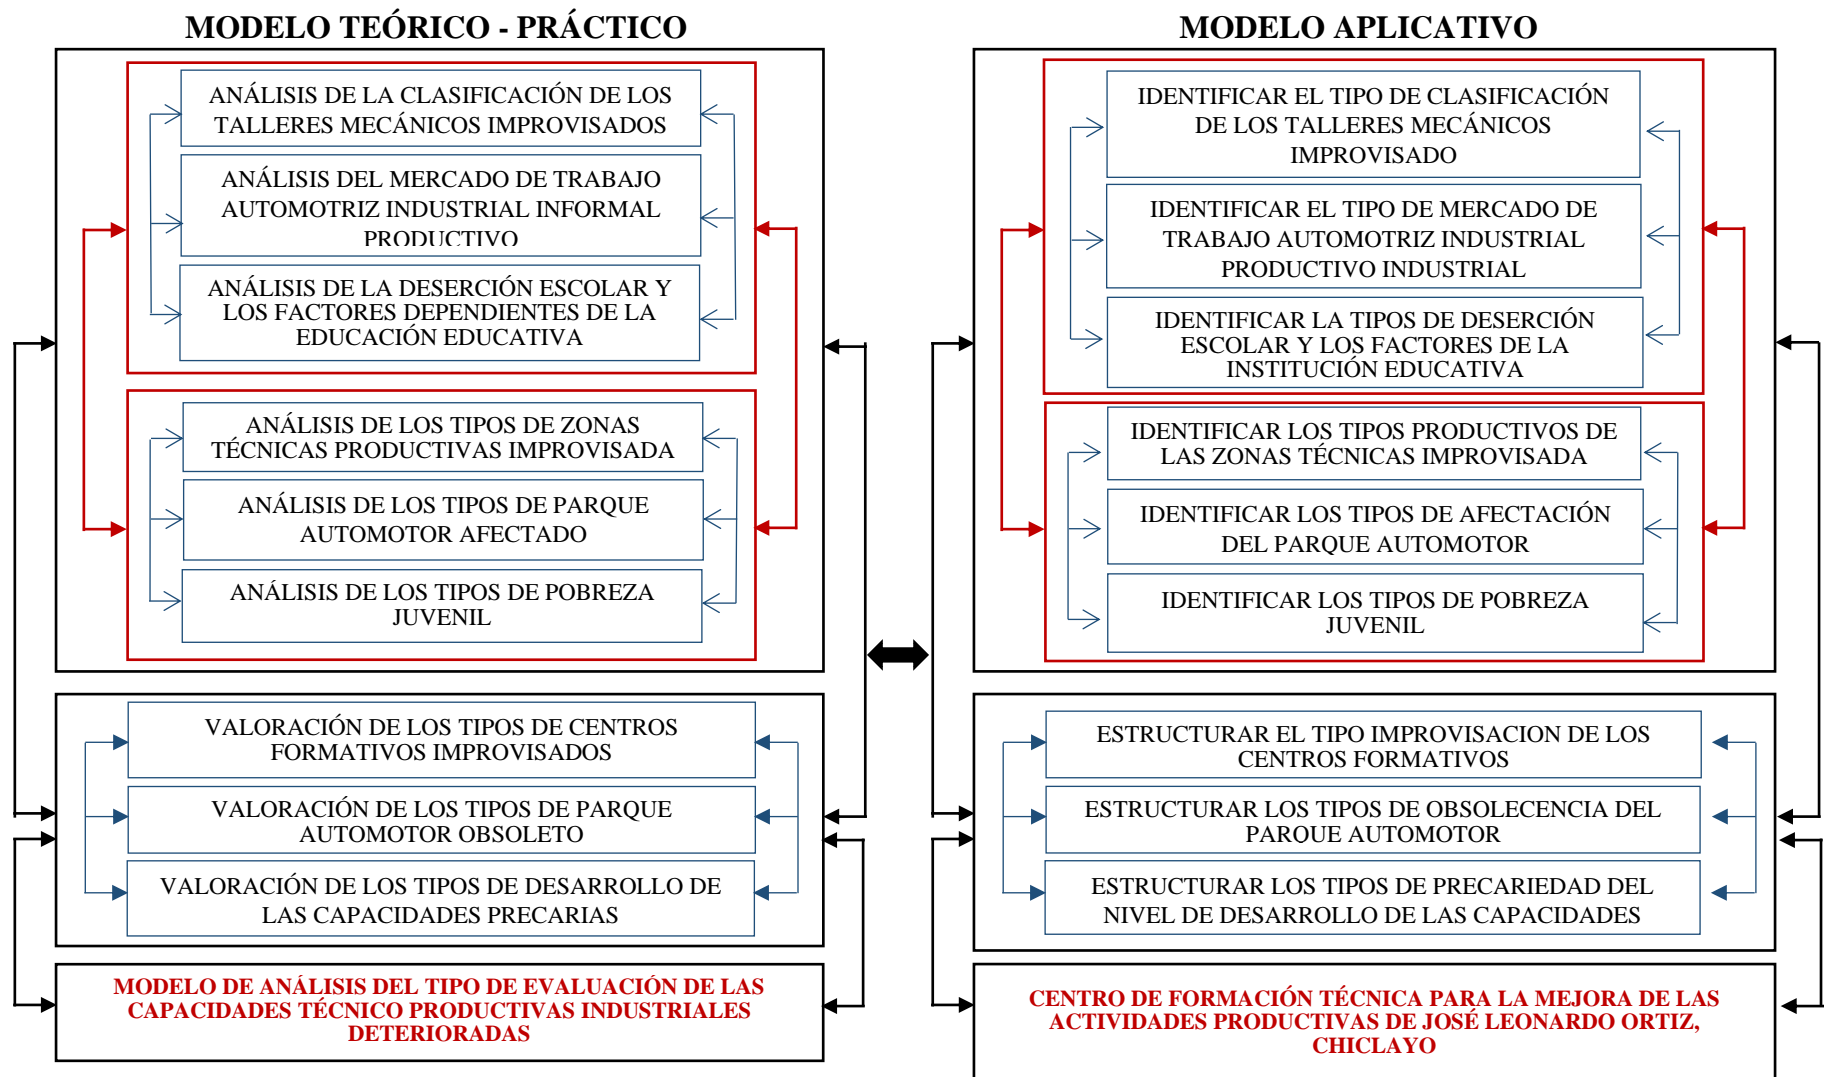 MODELO TEÓRICO - PRÁCTICO
ANÁLISIS DE LA CLASIFICACIÓN DE LOS
TALLERES MECÁNICOS IMPROVISADOS
ANÁLISIS DEL MERCADO DE TRABAJO
AUTOMOTRIZ INDUSTRIAL INFORMAL
PRODUCTIVO
ANÁLISIS DE LA DESERCIÓN ESCOLAR Y
LOS FACTORES DEPENDIENTES DE LA
EDUCACIÓN EDUCATIVA
ANÁLISIS DE LOS TIPOS DE ZONAS
TÉCNICAS PRODUCTIVAS IMPROVISADA
ANÁLISIS DE LOS TIPOS DE PARQUE
AUTOMOTOR AFECTADO
ANÁLISIS DE LOS TIPOS DE POBREZA
JUVENIL
VALORACIÓN DE LOS TIPOS DE CENTROS
FORMATIVOS IMPROVISADOS
VALORACIÓN DE LOS TIPOS DE PARQUE
AUTOMOTOR OBSOLETO
VALORACIÓN DE LOS TIPOS DE DESARROLLO DE
LAS CAPACIDADES PRECARIAS
MODELO DE ANÁLISIS DEL TIPO DE EVALUACIÓN DE LAS
CAPACIDADES TÉCNICO PRODUCTIVAS INDUSTRIALES
DETERIORADAS
MODELO APLICATIVO
IDENTIFICAR EL TIPO DE CLASIFICACIÓN
DE LOS TALLERES MECÁNICOS
IMPROVISADO
IDENTIFICAR EL TIPO DE MERCADO DE
TRABAJO AUTOMOTRIZ INDUSTRIAL
PRODUCTIVO INDUSTRIAL
IDENTIFICAR LA TIPOS DE DESERCIÓN
ESCOLAR Y LOS FACTORES DE LA
INSTITUCIÓN EDUCATIVA
IDENTIFICAR LOS TIPOS PRODUCTIVOS DE
LAS ZONAS TÉCNICAS IMPROVISADA
IDENTIFICAR LOS TIPOS DE AFECTACIÓN
DEL PARQUE AUTOMOTOR
IDENTIFICAR LOS TIPOS DE POBREZA
JUVENIL
ESTRUCTURAR EL TIPO IMPROVISACION DE LOS
CENTROS FORMATIVOS
ESTRUCTURAR LOS TIPOS DE OBSOLECENCIA DEL
PARQUE AUTOMOTOR
ESTRUCTURAR LOS TIPOS DE PRECARIEDAD DEL
NIVEL DE DESARROLLO DE LAS CAPACIDADES
CENTRO DE FORMACIÓN TÉCNICA PARA LA MEJORA DE LAS
ACTIVIDADES PRODUCTIVAS DE JOSÉ LEONARDO ORTIZ,
CHICLAYO